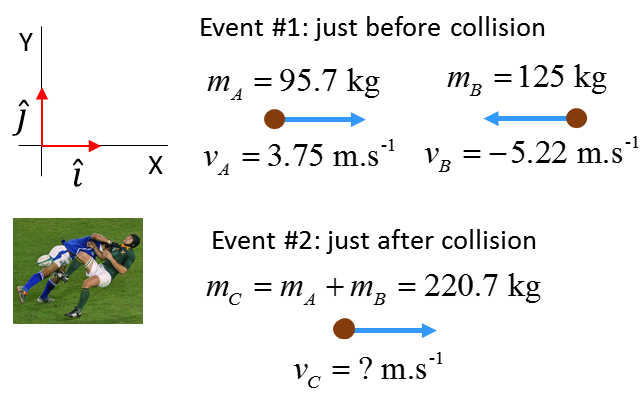 Y
ĵ
î
X
Event #1: just before collision
m_A = 95.7 kg
m_B = 125 kg
v_A = 3.75 m.s⁻¹
v_B = −5.22 m.s⁻¹
Event #2: just after collision
m_C = m_A + m_B = 220.7 kg
v_C = ? m.s⁻¹